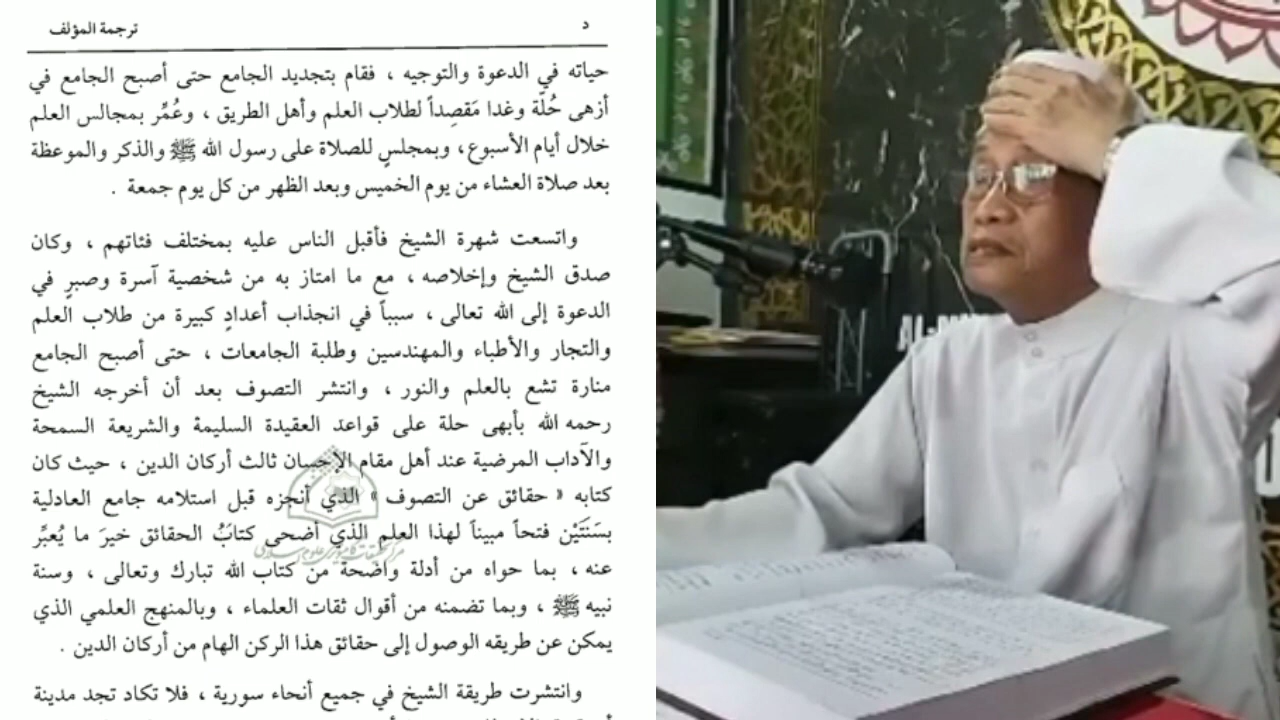 ترجمة المؤلف
د
حياته في الدعوة والتوجيه ، فقام بتجديد الجامع حتى أصبح الجامع في
أزهى حُلّة وغدا مَقصِداً لطلاب العلم وأهل الطريق ، وعُمِّر بمجالس العلم
خلال أيام الأسبوع، وبمجلسٍ للصلاة على رسول الله ﷺ والذكر والموعظة
بعد صلاة العشاء من يوم الخميس وبعد الظهر من كل يوم جمعة .
واتسعت شهرة الشيخ فأقبل الناس عليه بمختلف فئاتهم ، وكان
صدق الشيخ وإخلاصه ، مع ما امتاز به من شخصية آسرة وصبرٍ في
الدعوة إلى الله تعالى ، سبباً في انجذاب أعدادٍ كبيرة من طلاب العلم
والتجار والأطباء والمهندسين وطلبة الجامعات ، حتى أصبح الجامع
منارة تشع بالعلم والنور ، وانتشر التصوف بعد أن أخرجه الشيخ
رحمه الله بأبهى حلة على قواعد العقيدة السليمة والشريعة السمحة
والآداب المرضية عند أهل مقام الإحسان ثالث أركان الدين ، حيث كان
كتابه « حقائق عن التصوف » الذي أنجزه قبل استلامه جامع العادلية
بسَنَتَيْن فتحاً مبيناً لهذا العلم الذي أضحى كتابُ الحقائق خيرَ ما يُعبِّر
عنه ، بما حواه من أدلة واضحة من كتاب الله تبارك وتعالى ، وسنة
نبيه ﷺ ، وبما تضمنه من أقوال ثقات العلماء ، وبالمنهج العلمي الذي
يمكن عن طريقه الوصول إلى حقائق هذا الركن الهام من أركان الدين .
وانتشرت طريقة الشيخ في جميع أنحاء سورية ، فلا تكاد تجد مدينة